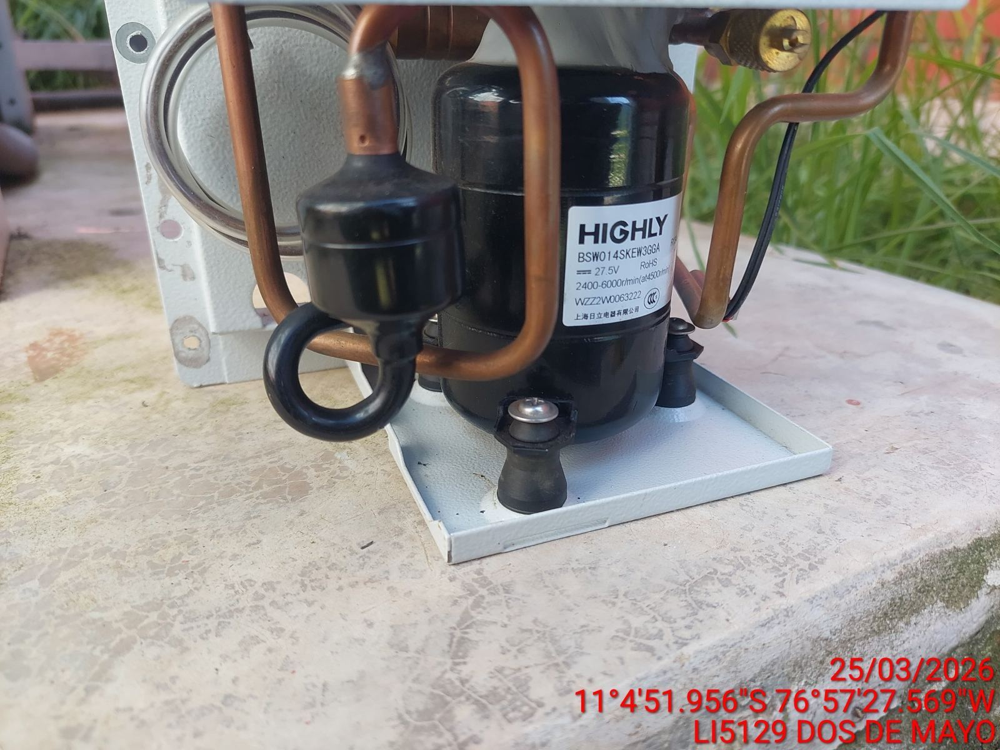 HIGHLY
BSW014SKEW3GGA
27.5V RoHS
2400-6000r/min(at4500r/min)
WZZ2W0063222 CCC
上海日立电器有限公司
25/03/2026
11°4'51.956"S 76°57'27.569"W
LI5129 DOS DE MAYO